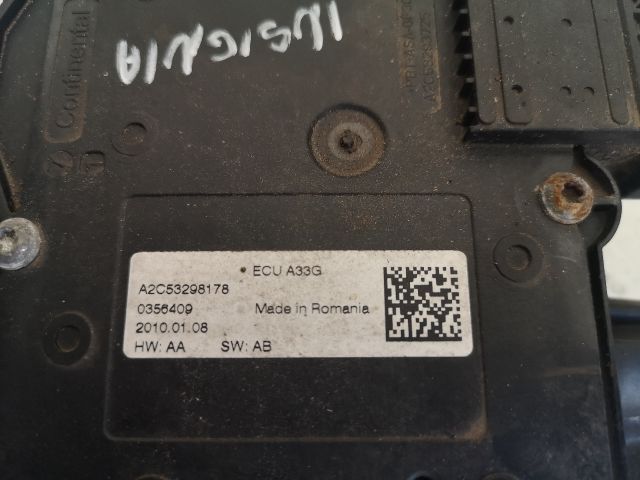 INSIGNIA
Continental
ECU A33G
A2C53298178
0356409 Made in Romania
2010.01.08
HW: AA SW: AB